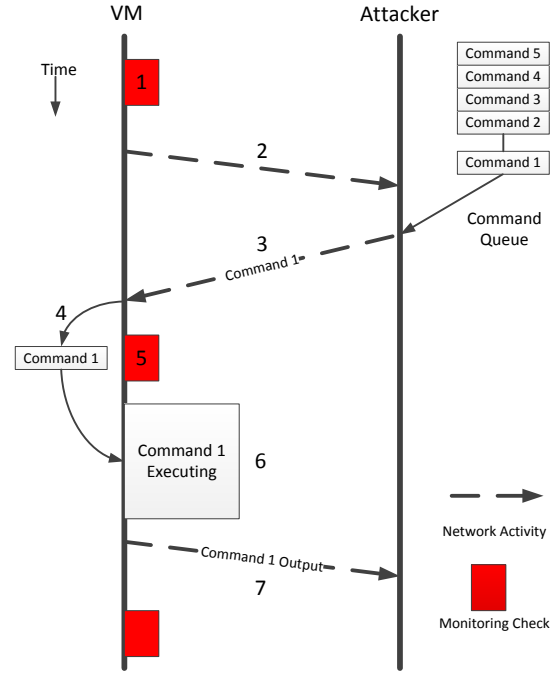 VM
Attacker
Time
1
Command 5
Command 4
Command 3
Command 2
Command 1
Command
Queue
2
3
Command 1
4
Command 1
5
Command 1
Executing
6
Network Activity
Command 1 Output
7
Monitoring Check